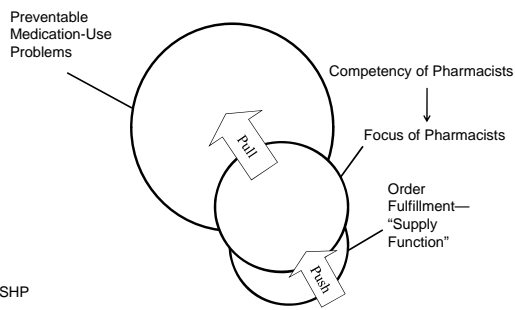 Preventable
Medication-Use
Problems
Competency of Pharmacists
Focus of Pharmacists
Pull
Order
Fulfillment—
“Supply
Function”
Push
SHP